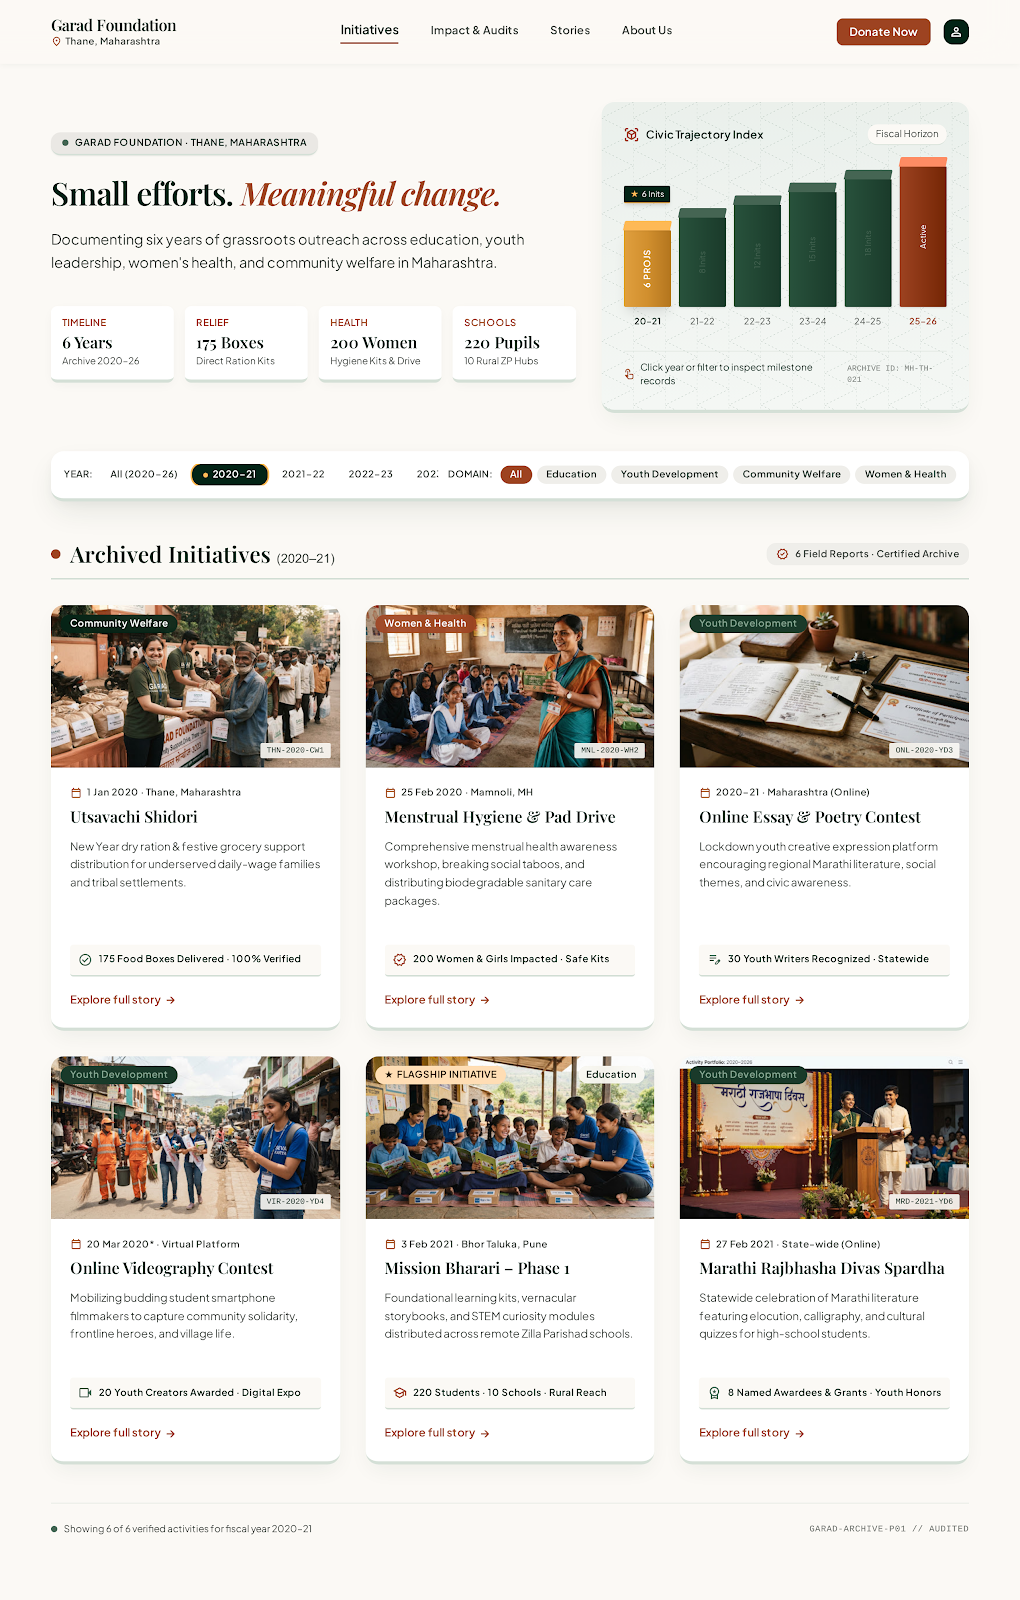 Garad Foundation
Thane, Maharashtra
Initiatives
Impact & Audits
Stories
About Us
Donate Now
GARAD FOUNDATION · THANE, MAHARASHTRA
Small efforts. Meaningful change.
Documenting six years of grassroots outreach across education, youth
leadership, women's health, and community welfare in Maharashtra.
TIMELINE
6 Years
Archive 2020–26
RELIEF
175 Boxes
Direct Ration Kits
HEALTH
200 Women
Hygiene Kits & Drive
SCHOOLS
220 Pupils
10 Rural ZP Hubs
Civic Trajectory Index
Fiscal Horizon
★ 6 Inits
6 PROJS
8 Inits
12 Inits
15 Inits
18 Inits
Active
20–21
21–22
22–23
23–24
24–25
25–26
Click year or filter to inspect milestone
records
ARCHIVE ID: MH-TH-
021
YEAR:
All (2020–26)
2020–21
2021–22
2022–23
202
DOMAIN:
All
Education
Youth Development
Community Welfare
Women & Health
Archived Initiatives (2020–21)
6 Field Reports · Certified Archive
Community Welfare
THN-2020-CW1
1 Jan 2020 · Thane, Maharashtra
Utsavachi Shidori
New Year dry ration & festive grocery support
distribution for underserved daily-wage families
and tribal settlements.
175 Food Boxes Delivered · 100% Verified
Explore full story →
Women & Health
MNL-2020-WH2
25 Feb 2020 · Mamnoli, MH
Menstrual Hygiene & Pad Drive
Comprehensive menstrual health awareness
workshop, breaking social taboos, and
distributing biodegradable sanitary care
packages.
200 Women & Girls Impacted · Safe Kits
Explore full story →
Youth Development
ONL-2020-YD3
2020–21 · Maharashtra (Online)
Online Essay & Poetry Contest
Lockdown youth creative expression platform
encouraging regional Marathi literature, social
themes, and civic awareness.
30 Youth Writers Recognized · Statewide
Explore full story →
Youth Development
VIR-2020-YD4
20 Mar 2020* · Virtual Platform
Online Videography Contest
Mobilizing budding student smartphone
filmmakers to capture community solidarity,
frontline heroes, and village life.
20 Youth Creators Awarded · Digital Expo
Explore full story →
★ FLAGSHIP INITIATIVE
Education
3 Feb 2021 · Bhor Taluka, Pune
Mission Bharari – Phase 1
Foundational learning kits, vernacular
storybooks, and STEM curiosity modules
distributed across remote Zilla Parishad schools.
220 Students · 10 Schools · Rural Reach
Explore full story →
Activity Portfolio: 2020–2026
Youth Development
मराठी राजभाषा दिवस
MRD-2021-YD6
27 Feb 2021 · State-wide (Online)
Marathi Rajbhasha Divas Spardha
Statewide celebration of Marathi literature
featuring elocution, calligraphy, and cultural
quizzes for high-school students.
8 Named Awardees & Grants · Youth Honors
Explore full story →
Showing 6 of 6 verified activities for fiscal year 2020–21
GARAD-ARCHIVE-P01 // AUDITED